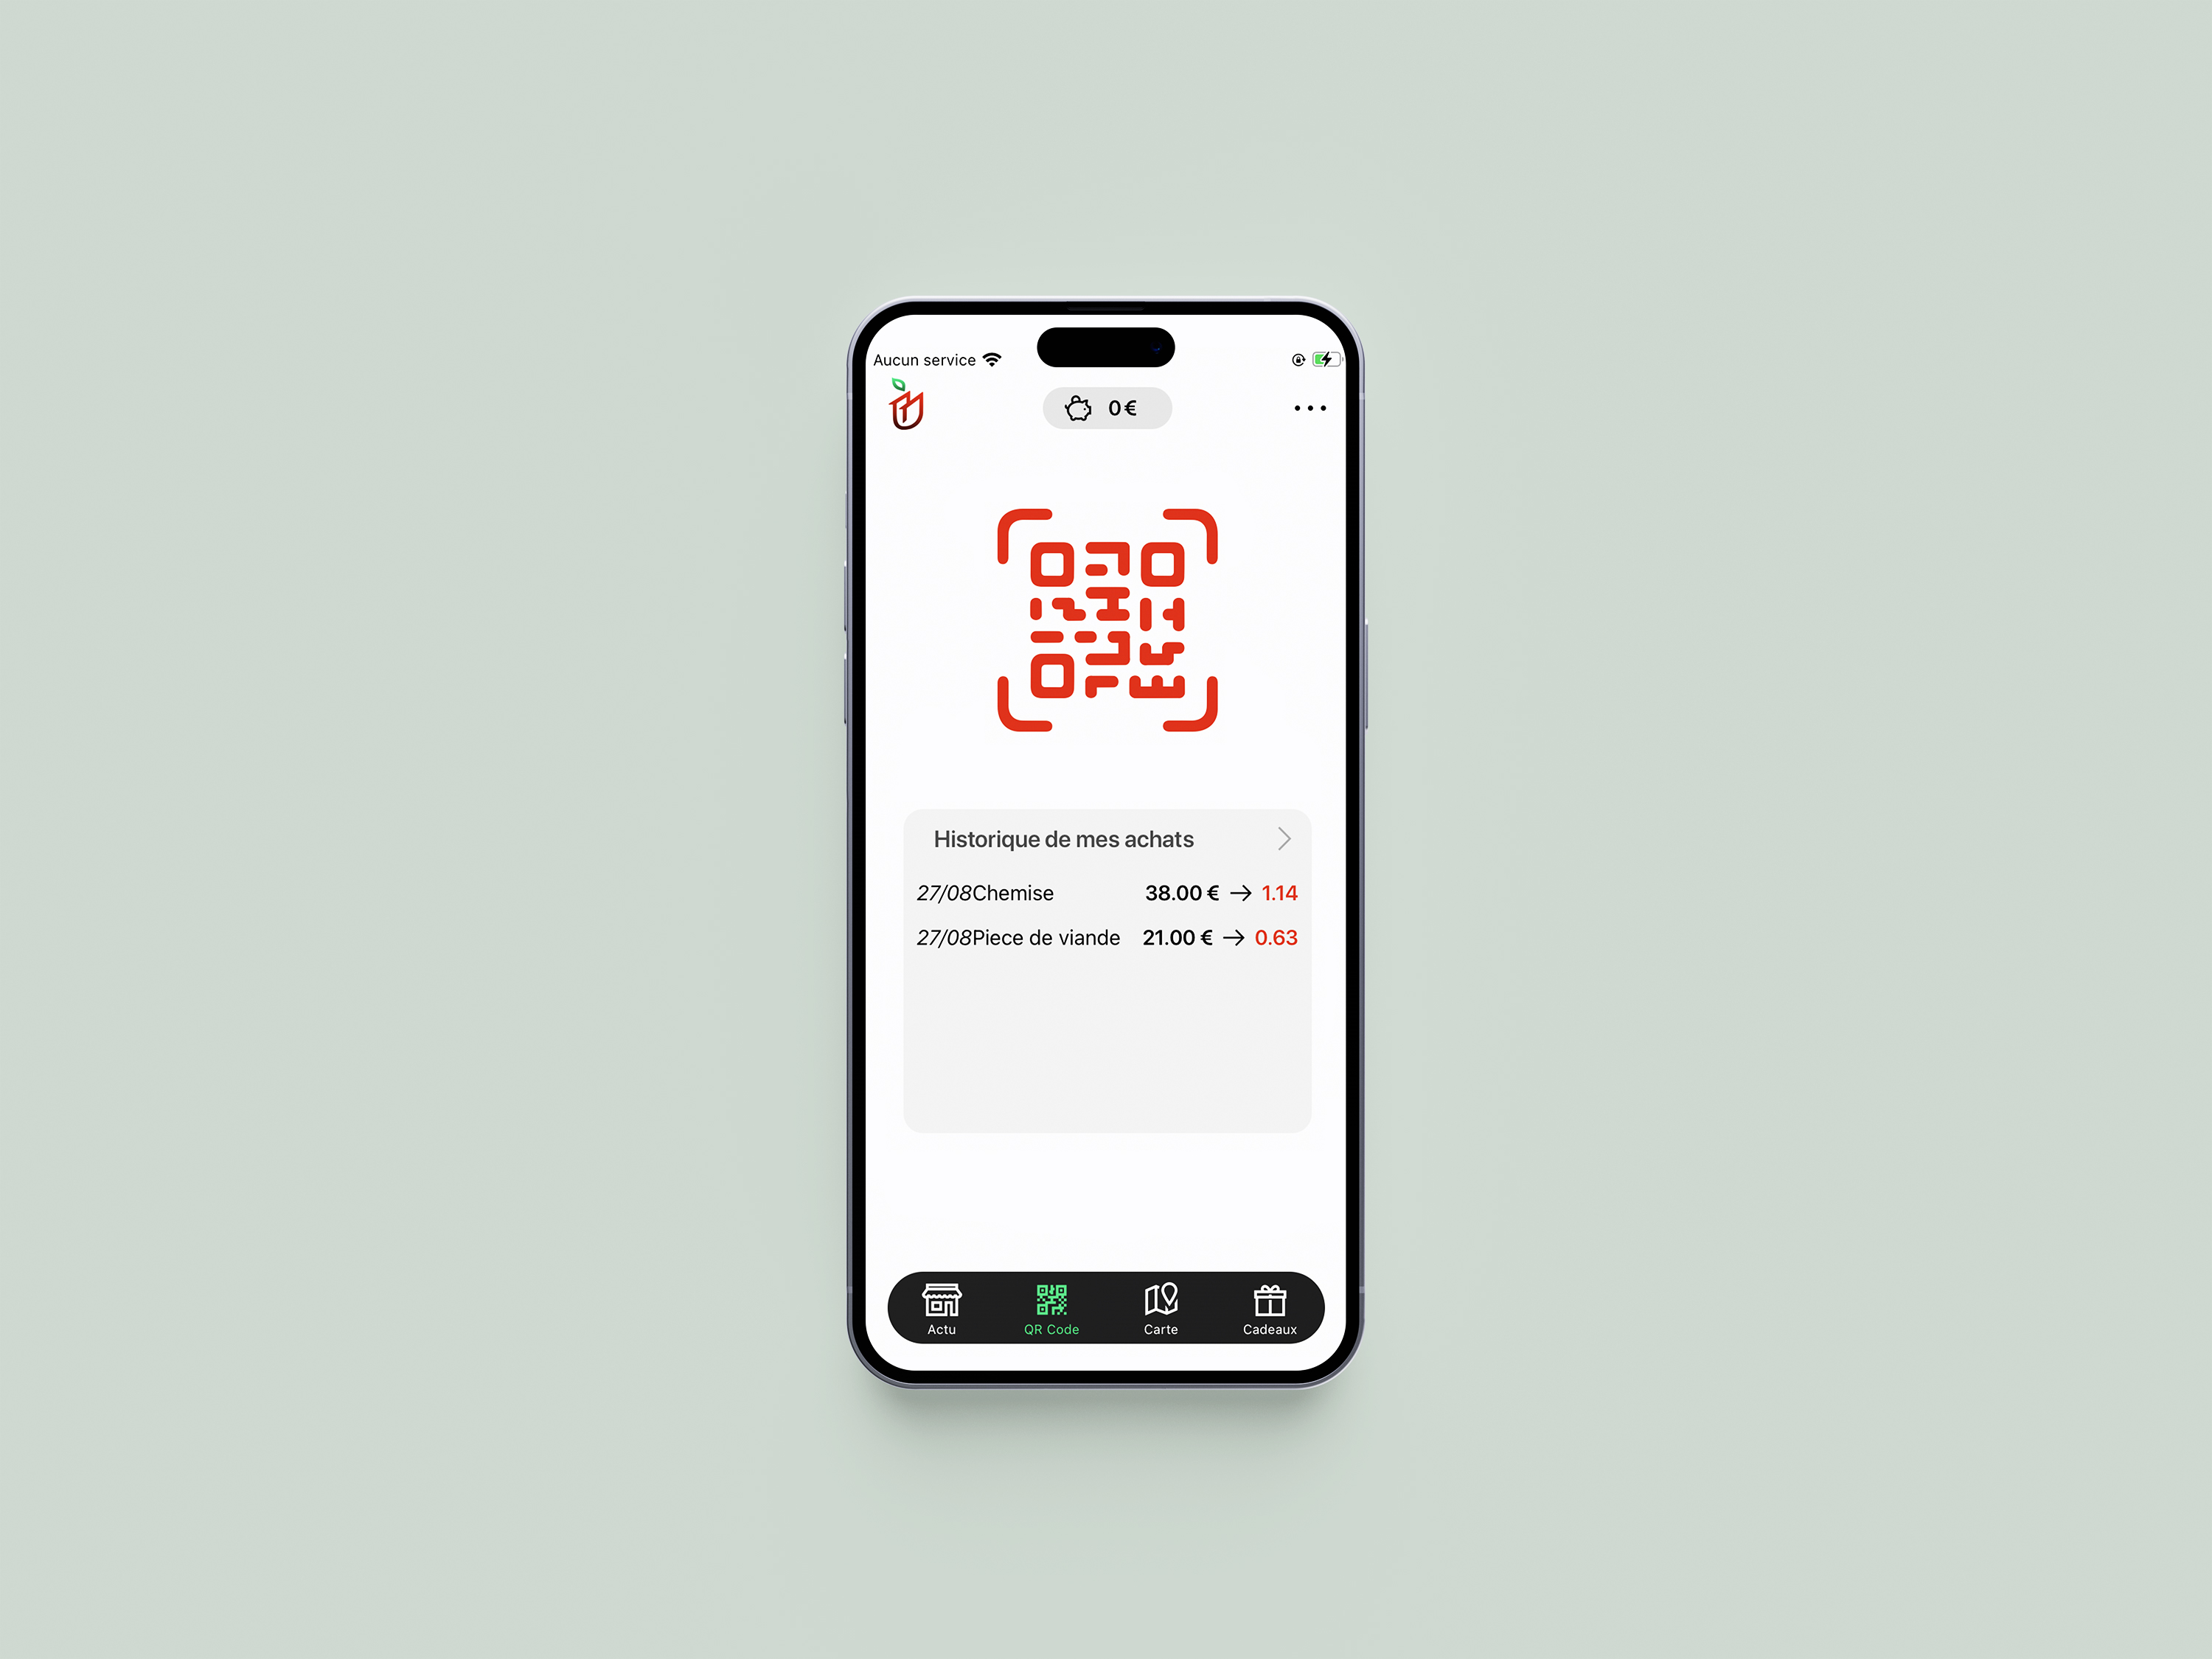 Aucun service
0 €
Historique de mes achats
27/08Chemise 38.00 € → 1.14
27/08Piece de viande 21.00 € → 0.63
Actu
QR Code
Carte
Cadeaux